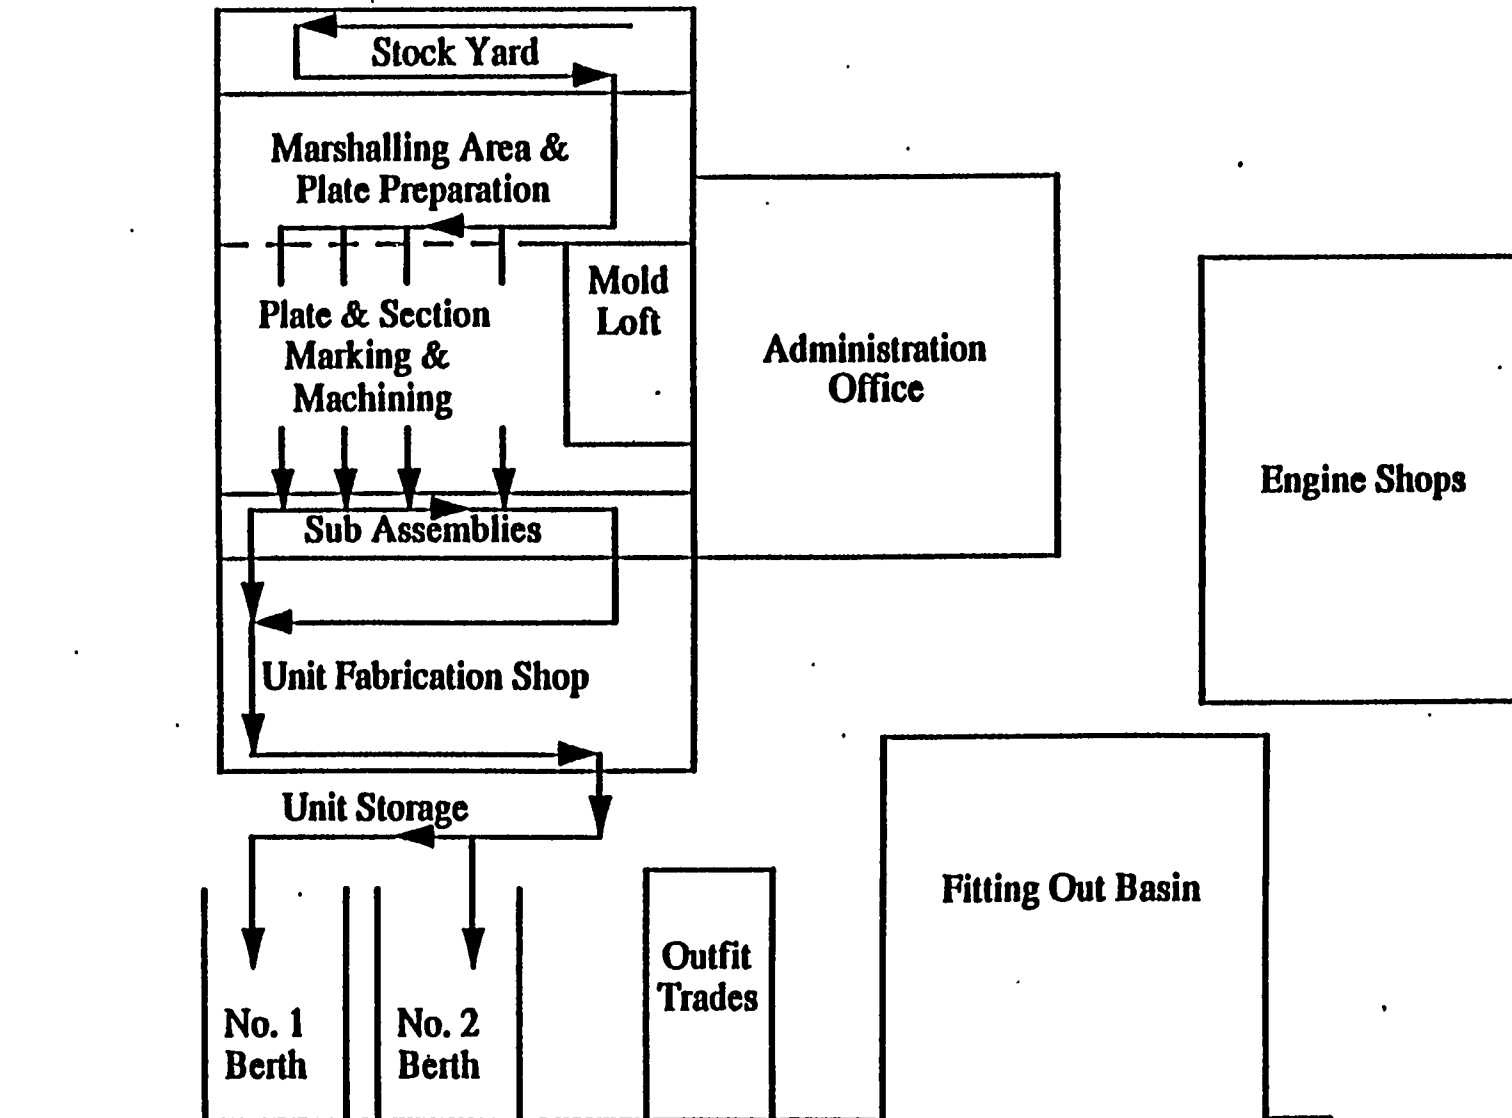 Stock Yard
Marshalling Area &
Plate Preparation
Mold
Loft
Plate & Section
Marking &
Machining
Administration
Office
Engine Shops
Sub Assemblies
Unit Fabrication Shop
Unit Storage
Fitting Out Basin
Outfit
Trades
No. 1
Berth
No. 2
Berth